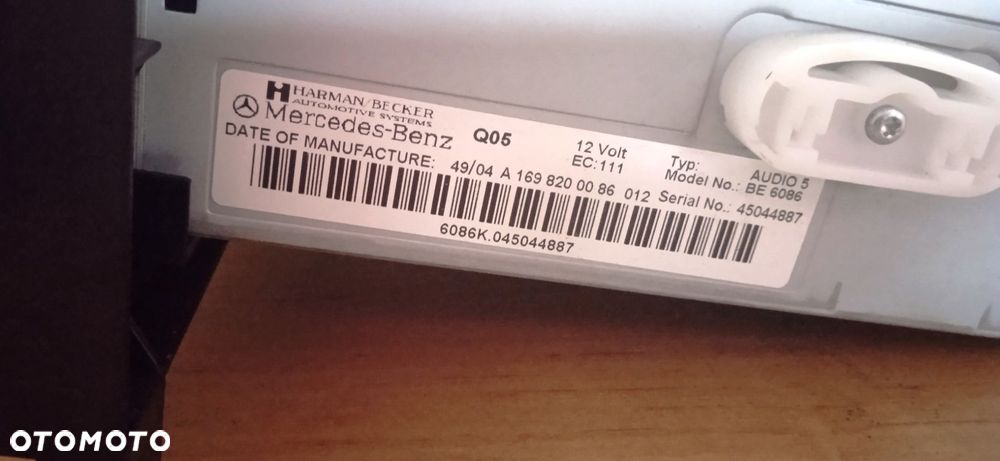 HARMAN/BECKER
AUTOMOTIVE SYSTEMS
Mercedes-Benz Q05 12 Volt Typ: AUDIO 5
EC:111 Model No.: BE 6086
DATE OF MANUFACTURE: 49/04 A 169 820 00 86 012 Serial No.: 45044887
6086K.045044887
OTOMOTO